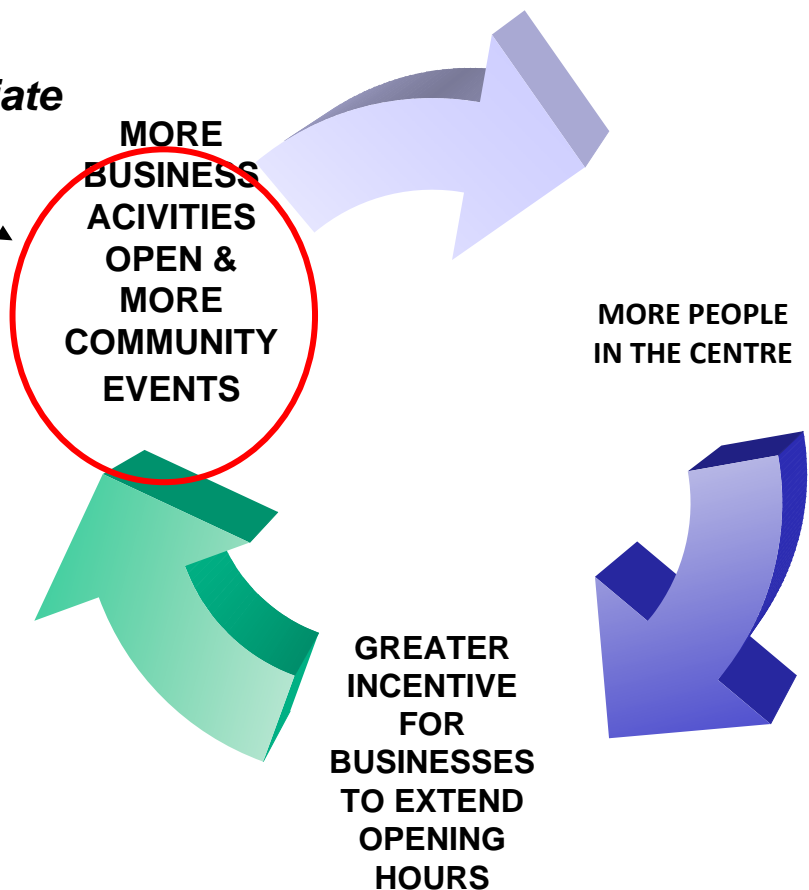 MORE
BUSINESS
ACIVITIES
OPEN &
MORE
COMMUNITY
EVENTS
MORE PEOPLE
IN THE CENTRE
GREATER
INCENTIVE
FOR
BUSINESSES
TO EXTEND
OPENING
HOURS